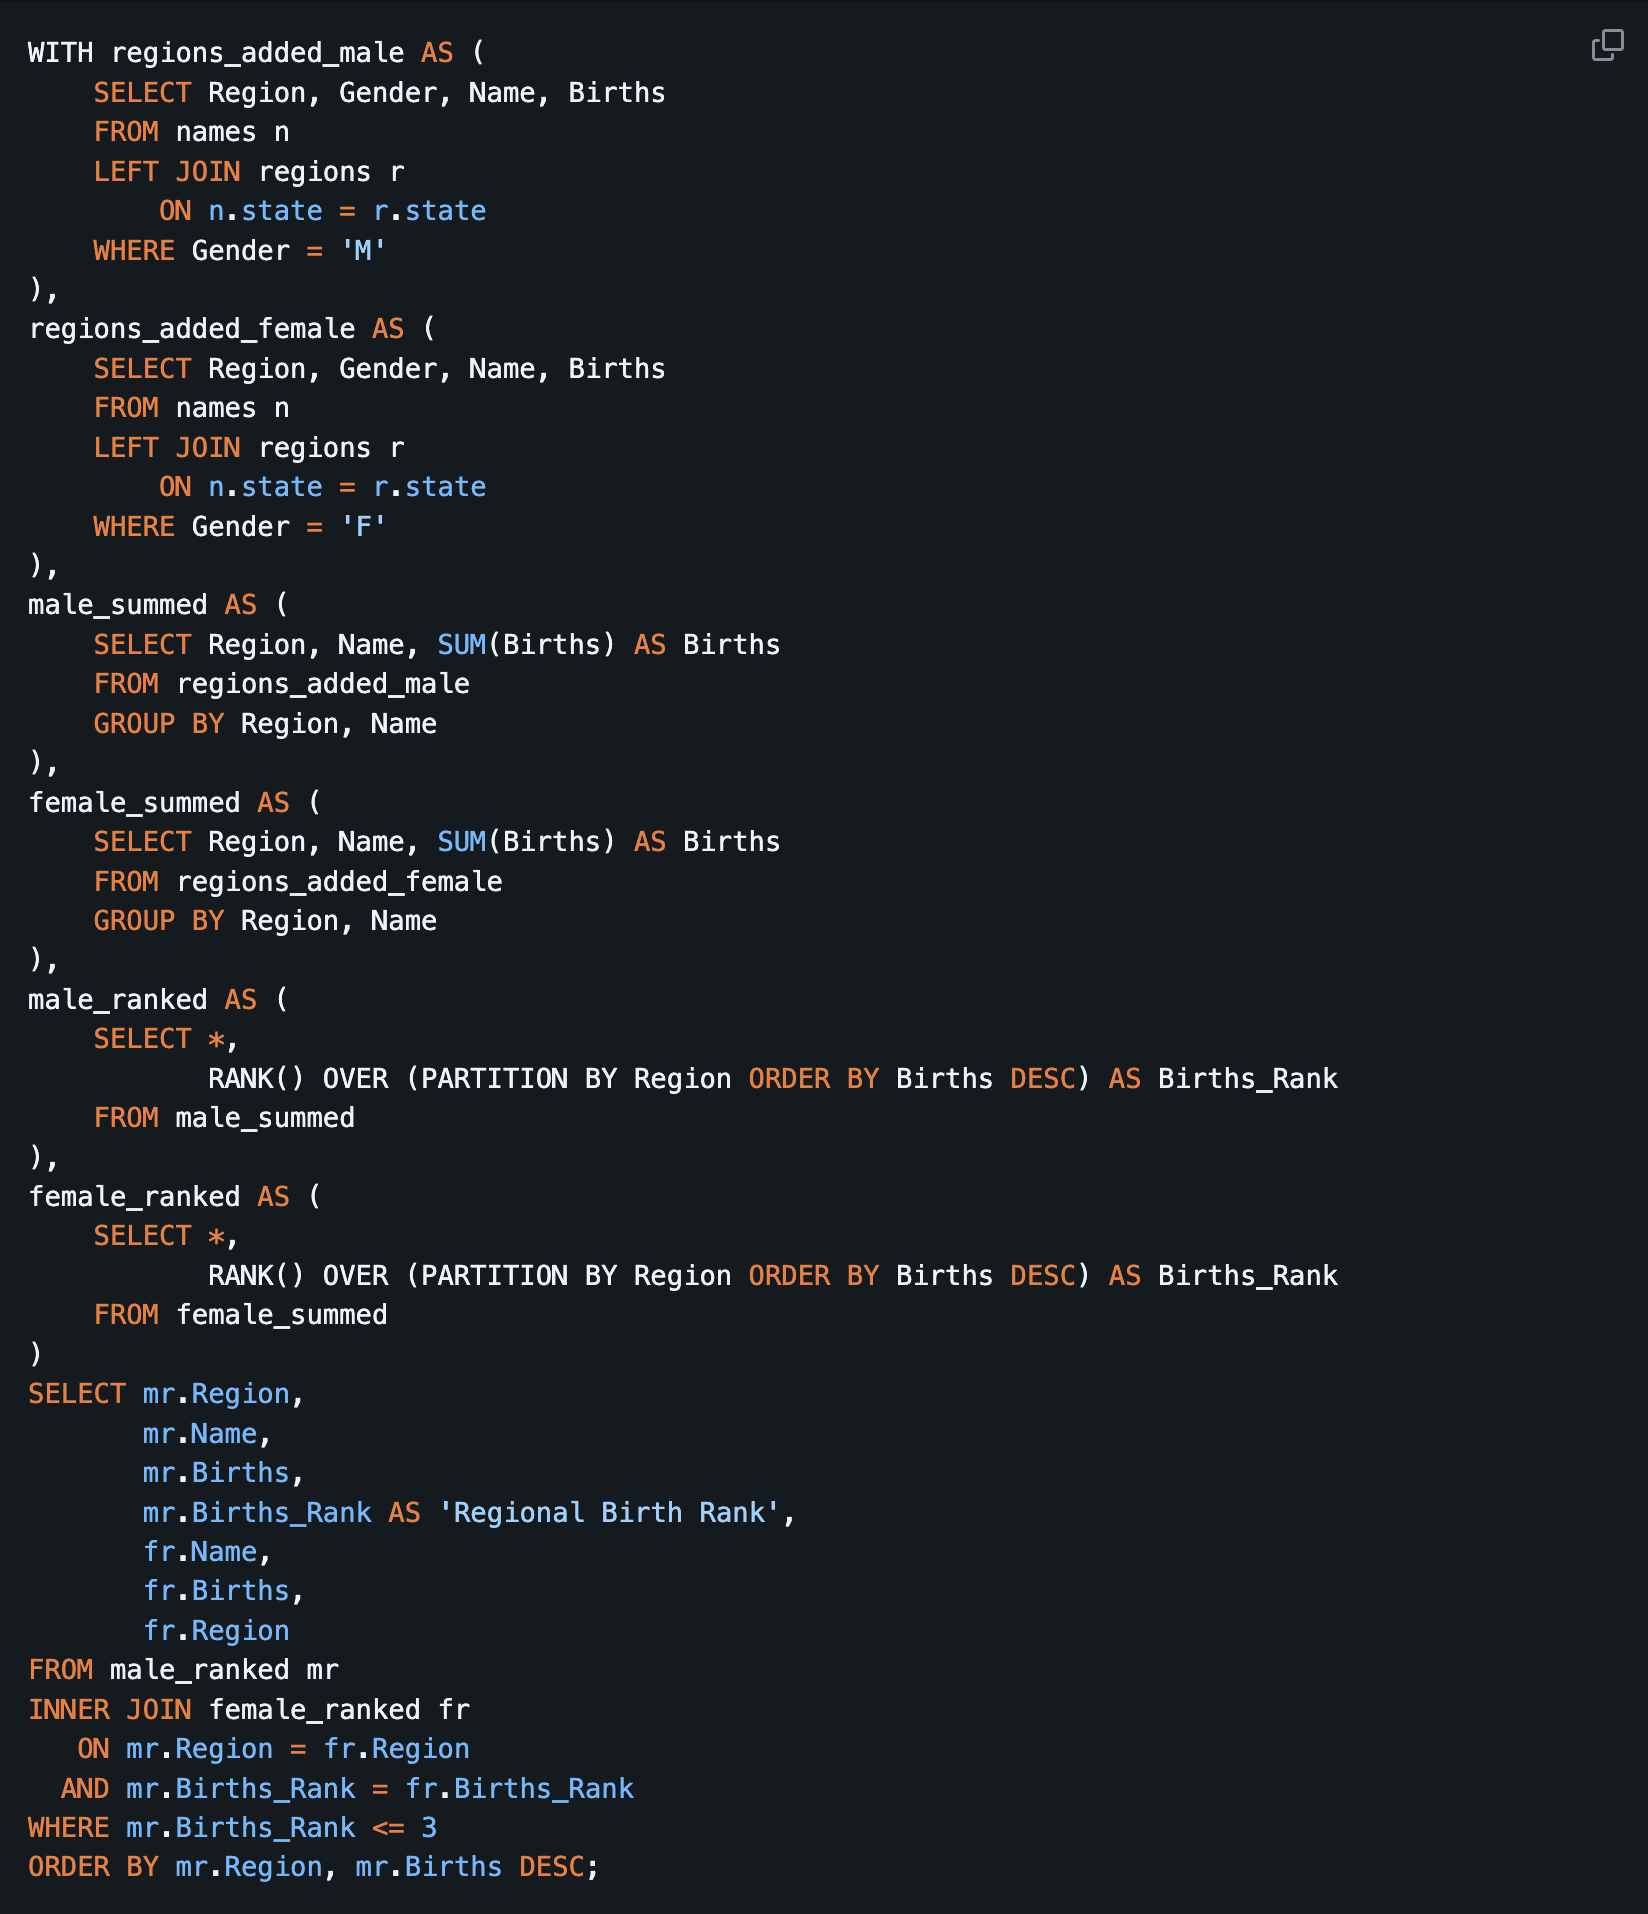 WITH regions_added_male AS (
    SELECT Region, Gender, Name, Births
    FROM names n
    LEFT JOIN regions r
        ON n.state = r.state
    WHERE Gender = 'M'
),
regions_added_female AS (
    SELECT Region, Gender, Name, Births
    FROM names n
    LEFT JOIN regions r
        ON n.state = r.state
    WHERE Gender = 'F'
),
male_summed AS (
    SELECT Region, Name, SUM(Births) AS Births
    FROM regions_added_male
    GROUP BY Region, Name
),
female_summed AS (
    SELECT Region, Name, SUM(Births) AS Births
    FROM regions_added_female
    GROUP BY Region, Name
),
male_ranked AS (
    SELECT *,
           RANK() OVER (PARTITION BY Region ORDER BY Births DESC) AS Births_Rank
    FROM male_summed
),
female_ranked AS (
    SELECT *,
           RANK() OVER (PARTITION BY Region ORDER BY Births DESC) AS Births_Rank
    FROM female_summed
)
SELECT mr.Region,
       mr.Name,
       mr.Births,
       mr.Births_Rank AS 'Regional Birth Rank',
       fr.Name,
       fr.Births,
       fr.Region
FROM male_ranked mr
INNER JOIN female_ranked fr
   ON mr.Region = fr.Region
  AND mr.Births_Rank = fr.Births_Rank
WHERE mr.Births_Rank <= 3
ORDER BY mr.Region, mr.Births DESC;